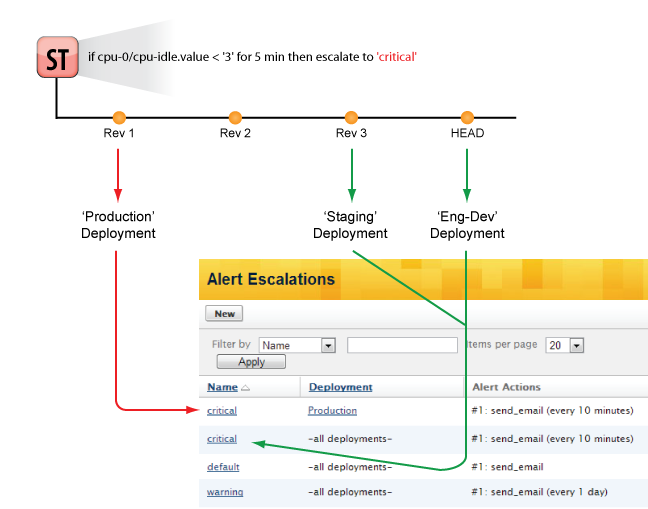 ST
if cpu-0/cpu-idle.value < '3' for 5 min then escalate to 'critical'
Rev 1 Rev 2 Rev 3 HEAD
‘Production’ ‘Staging’ ‘Eng-Dev’
Deployment Deployment Deployment
Alert Escalations
New
Filter by Name Items per page 20
Apply
Name Deployment Alert Actions
critical Production #1: send_email (every 10 minutes)
critical -all deployments- #1: send_email (every 10 minutes)
default -all deployments- #1: send_email
warning -all deployments- #1: send_email (every 1 day)